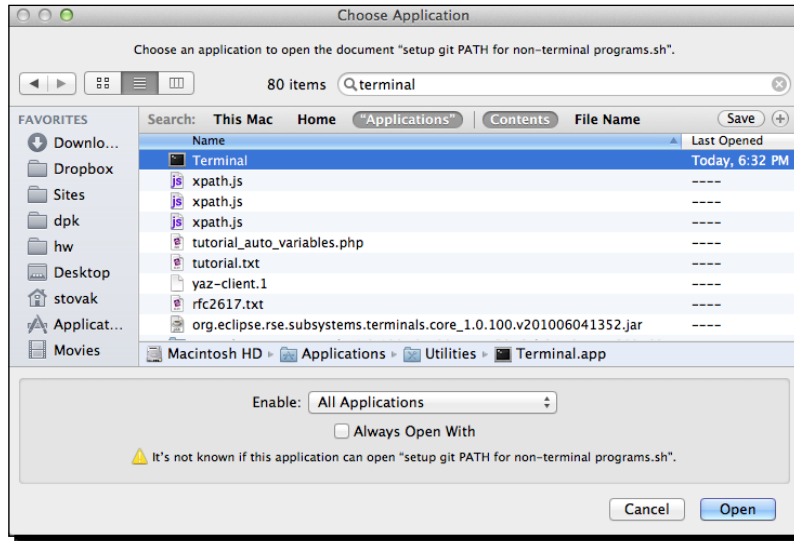 Choose Application
Choose an application to open the document “setup git PATH for non-terminal programs.sh”.
80 items terminal
FAVORITES
Downlo...
Dropbox
Sites
dpk
hw
Desktop
stovak
Applicat...
Movies
Search: This Mac Home “Applications” Contents File Name Save
Name Last Opened
Terminal Today, 6:32 PM
js xpath.js ----
js xpath.js ----
js xpath.js ----
tutorial_auto_variables.php ----
tutorial.txt ----
yaz-client.1 ----
rfc2617.txt ----
org.eclipse.rse.subsystems.terminals.core_1.0.100.v201006041352.jar ----
Macintosh HD Applications Utilities Terminal.app
Enable: All Applications
Always Open With
It's not known if this application can open “setup git PATH for non-terminal programs.sh”.
Cancel Open